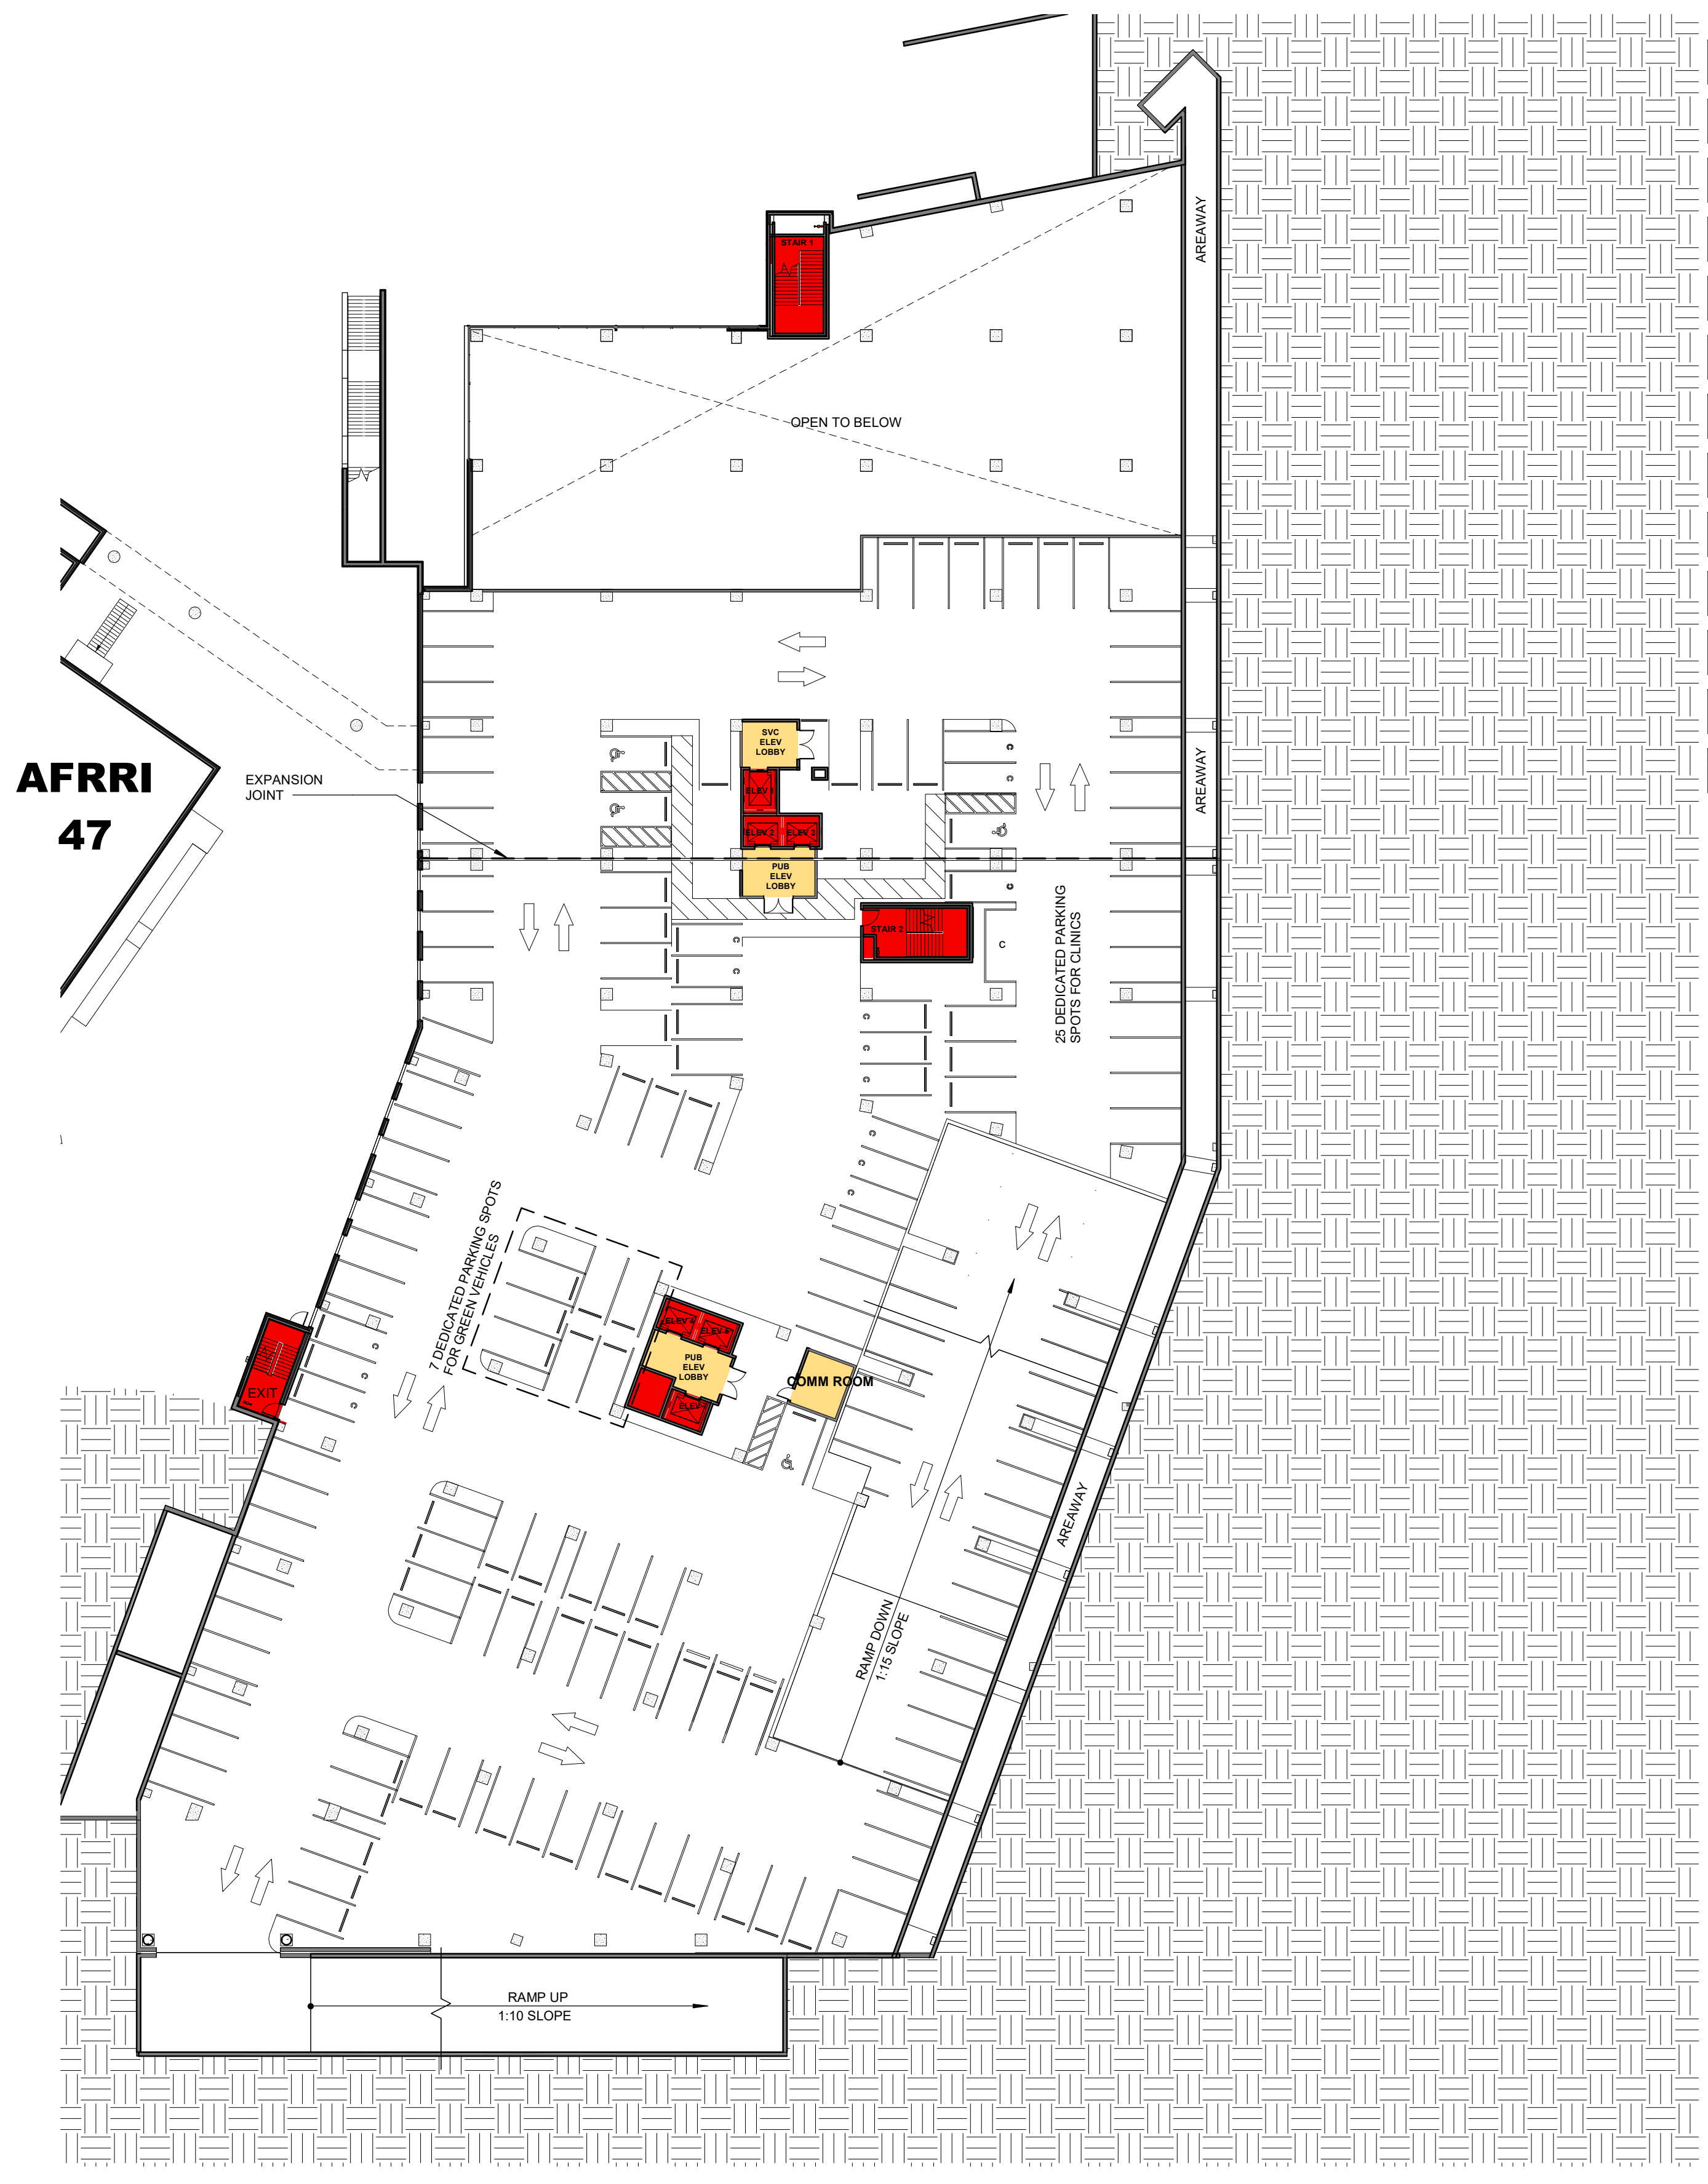 AREAWAY
STAIR 1
OPEN TO BELOW
AFRRI
47
EXPANSION
JOINT
SVC
ELEV
LOBBY
AREAWAY
ELEV 1
ELEV 2
ELEV 3
PUB
ELEV
LOBBY
C
C
C
C
C
STAIR 2
C
25 DEDICATED PARKING
SPOTS FOR CLINICS
C
C
C
C
C
C
7 DEDICATED PARKING SPOTS
FOR GREEN VEHICLES
ELEV 4
PUB
ELEV
LOBBY
COMM ROOM
C
C
C
EXIT
AREAWAY
RAMP DOWN
1:15 SLOPE
RAMP UP
1:10 SLOPE